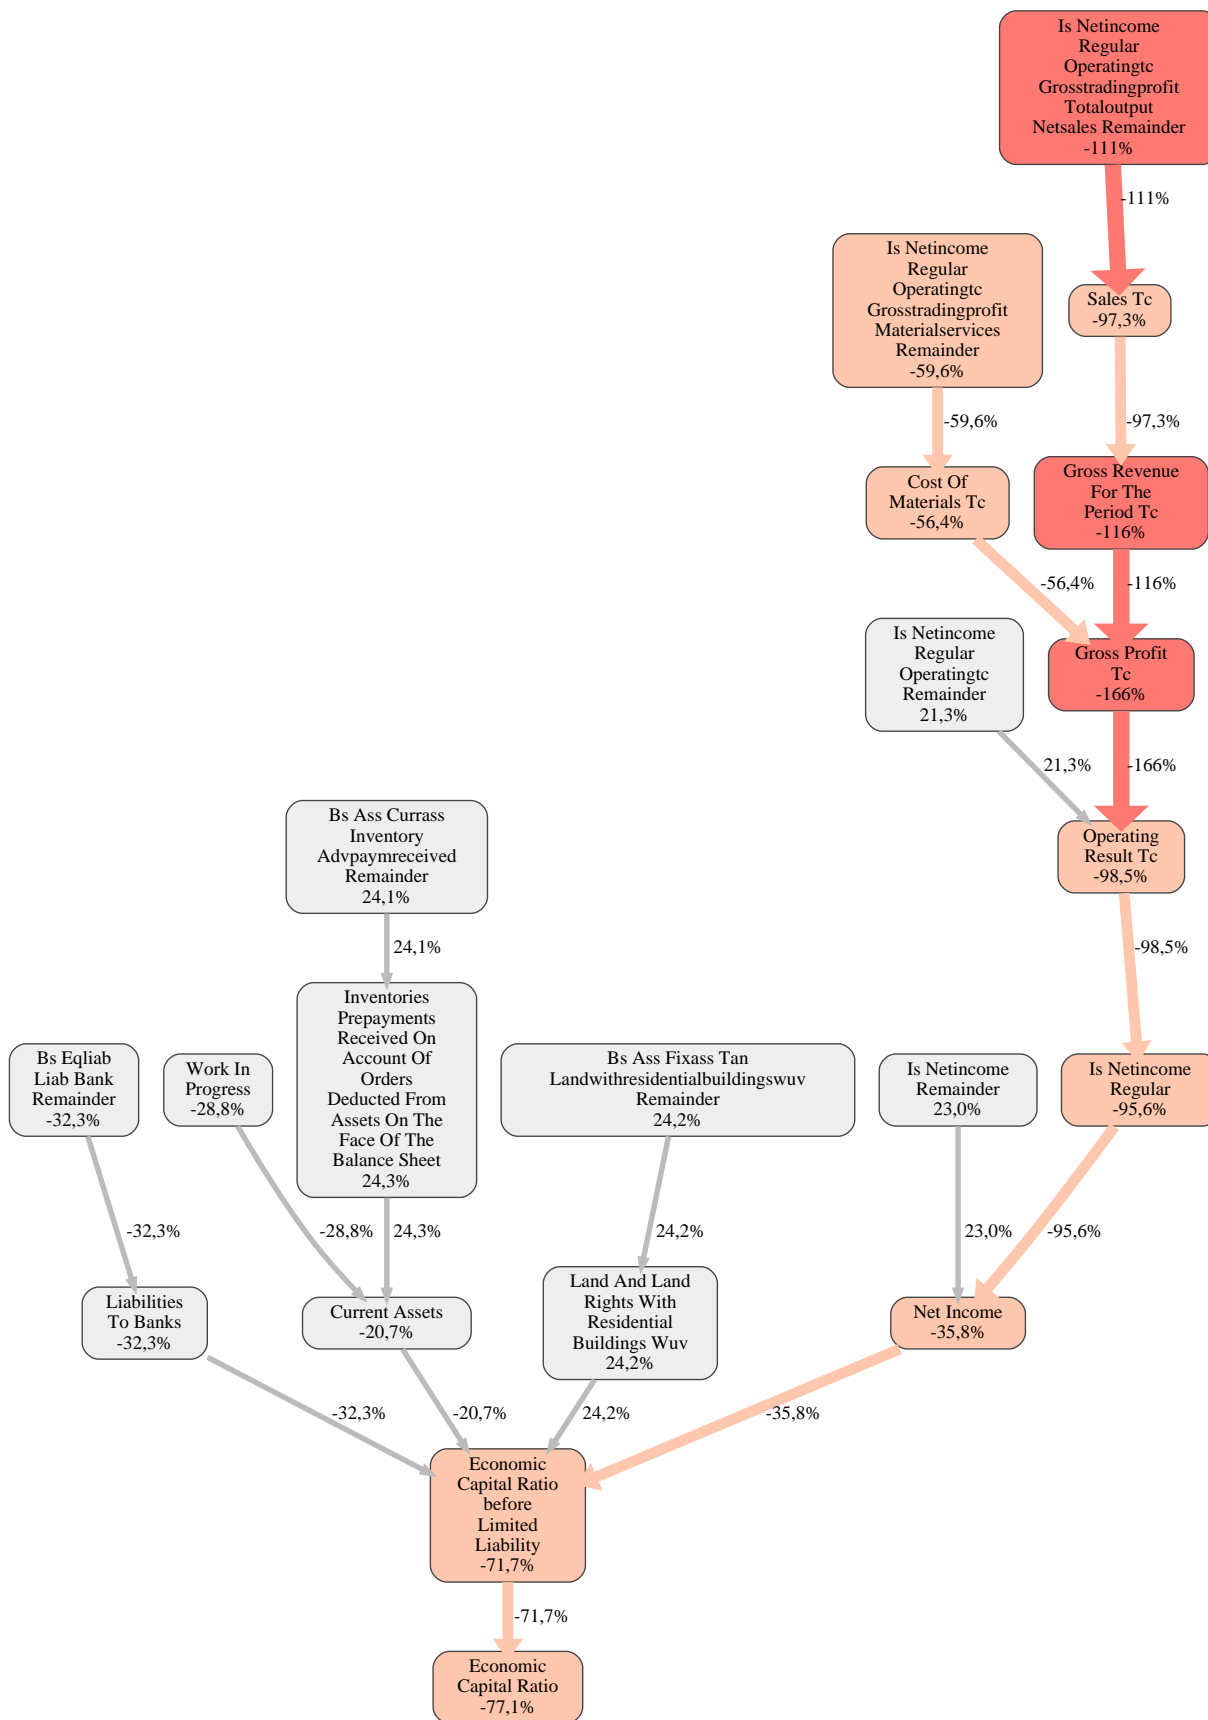 Is Netincome
Regular
Operatingtc
Grosstradingprofit
Totaloutput
Netsales Remainder
-111%
-111%
Is Netincome
Regular
Operatingtc
Grosstradingprofit
Materialservices
Remainder
-59,6%
Sales Tc
-97,3%
-59,6%
-97,3%
Cost Of
Materials Tc
-56,4%
Gross Revenue
For The
Period Tc
-116%
-56,4%
-116%
Is Netincome
Regular
Operatingtc
Remainder
21,3%
Gross Profit
Tc
-166%
21,3%
-166%
Bs Ass Currass
Inventory
Advpaymreceived
Remainder
24,1%
Operating
Result Tc
-98,5%
24,1%
-98,5%
Bs Eqliab
Liab Bank
Remainder
-32,3%
Work In
Progress
-28,8%
Inventories
Prepayments
Received On
Account Of
Orders
Deducted From
Assets On The
Face Of The
Balance Sheet
24,3%
Bs Ass Fixass Tan
Landwithresidentialbuildingswuv
Remainder
24,2%
Is Netincome
Remainder
23,0%
Is Netincome
Regular
-95,6%
-32,3%
-28,8%
24,3%
24,2%
23,0%
-95,6%
Liabilities
To Banks
-32,3%
Current Assets
-20,7%
Land And Land
Rights With
Residential
Buildings Wuv
24,2%
Net Income
-35,8%
-32,3%
-20,7%
24,2%
-35,8%
Economic
Capital Ratio
before
Limited
Liability
-71,7%
-71,7%
Economic
Capital Ratio
-77,1%